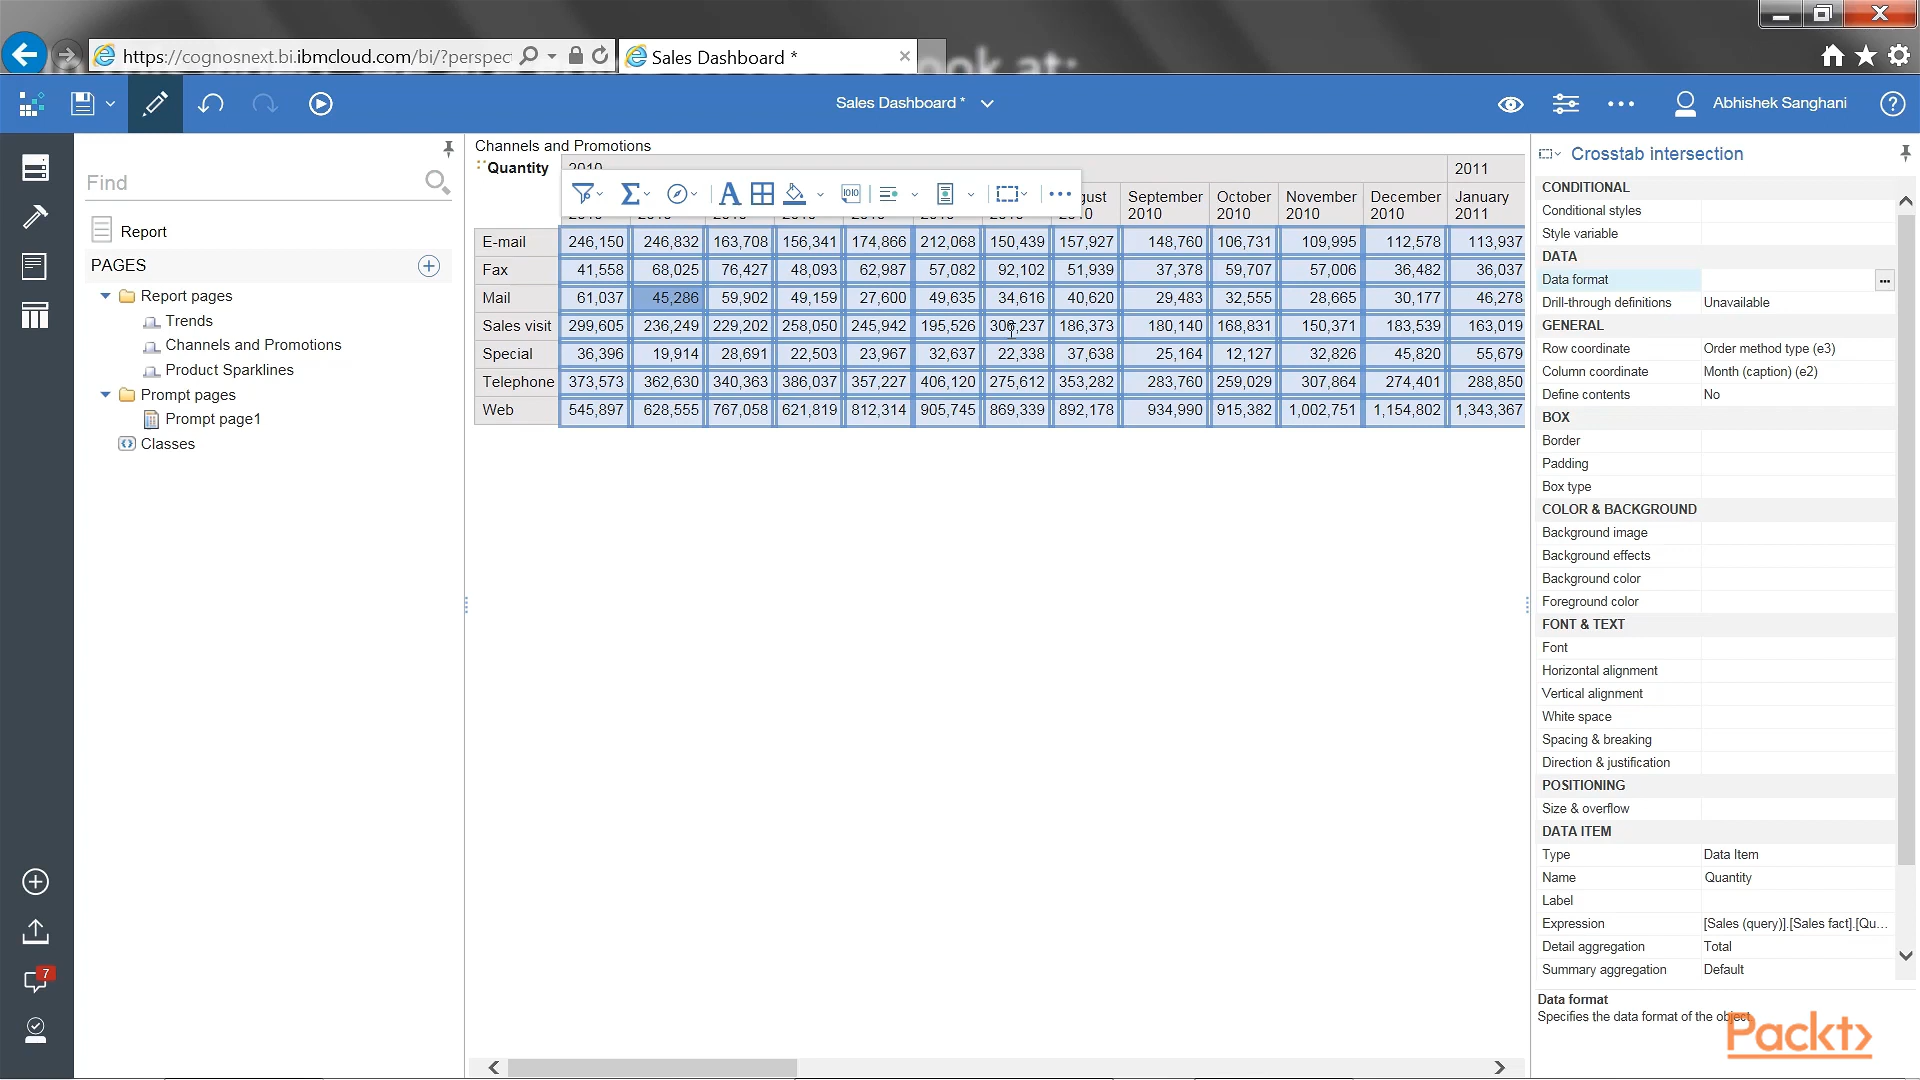 ook at:
https://cognosnext.bi.ibmcloud.com/bi/?perspec
Sales Dashboard *
Sales Dashboard *
Abhishek Sanghani
Find
Report
PAGES
Report pages
Trends
Channels and Promotions
Product Sparklines
Prompt pages
Prompt page1
Classes
7
Channels and Promotions
Quantity 2010 2011
September 2010 October 2010 November 2010 December 2010 January 2011
E-mail 246,150 246,832 163,708 156,341 174,866 212,068 150,439 157,927 148,760 106,731 109,995 112,578 113,937
Fax 41,558 68,025 76,427 48,093 62,987 57,082 92,102 51,939 37,378 59,707 57,006 36,482 36,037
Mail 61,037 45,286 59,902 49,159 27,600 49,635 34,616 40,620 29,483 32,555 28,665 30,177 46,278
Sales visit 299,605 236,249 229,202 258,050 245,942 195,526 186,373 180,140 168,831 150,371 183,539 163,019
Special 36,396 19,914 28,691 22,503 23,967 32,637 22,338 37,638 25,164 12,127 32,826 45,820 55,679
Telephone 373,573 362,630 340,363 386,037 357,227 406,120 275,612 353,282 283,760 259,029 307,864 274,401 288,850
Web 545,897 628,555 767,058 621,819 812,314 905,745 869,339 892,178 934,990 915,382 1,002,751 1,154,802 1,343,367
Crosstab intersection
CONDITIONAL
Conditional styles
Style variable
DATA
Data format ...
Drill-through definitions Unavailable
GENERAL
Row coordinate Order method type (e3)
Column coordinate Month (caption) (e2)
Define contents No
BOX
Border
Padding
Box type
COLOR & BACKGROUND
Background image
Background effects
Background color
Foreground color
FONT & TEXT
Font
Horizontal alignment
Vertical alignment
White space
Spacing & breaking
Direction & justification
POSITIONING
Size & overflow
DATA ITEM
Type Data Item
Name Quantity
Label
Expression [Sales (query)].[Sales fact].[Qu...
Detail aggregation Total
Summary aggregation Default
Data format
Specifies the data format of the object.
Packt>